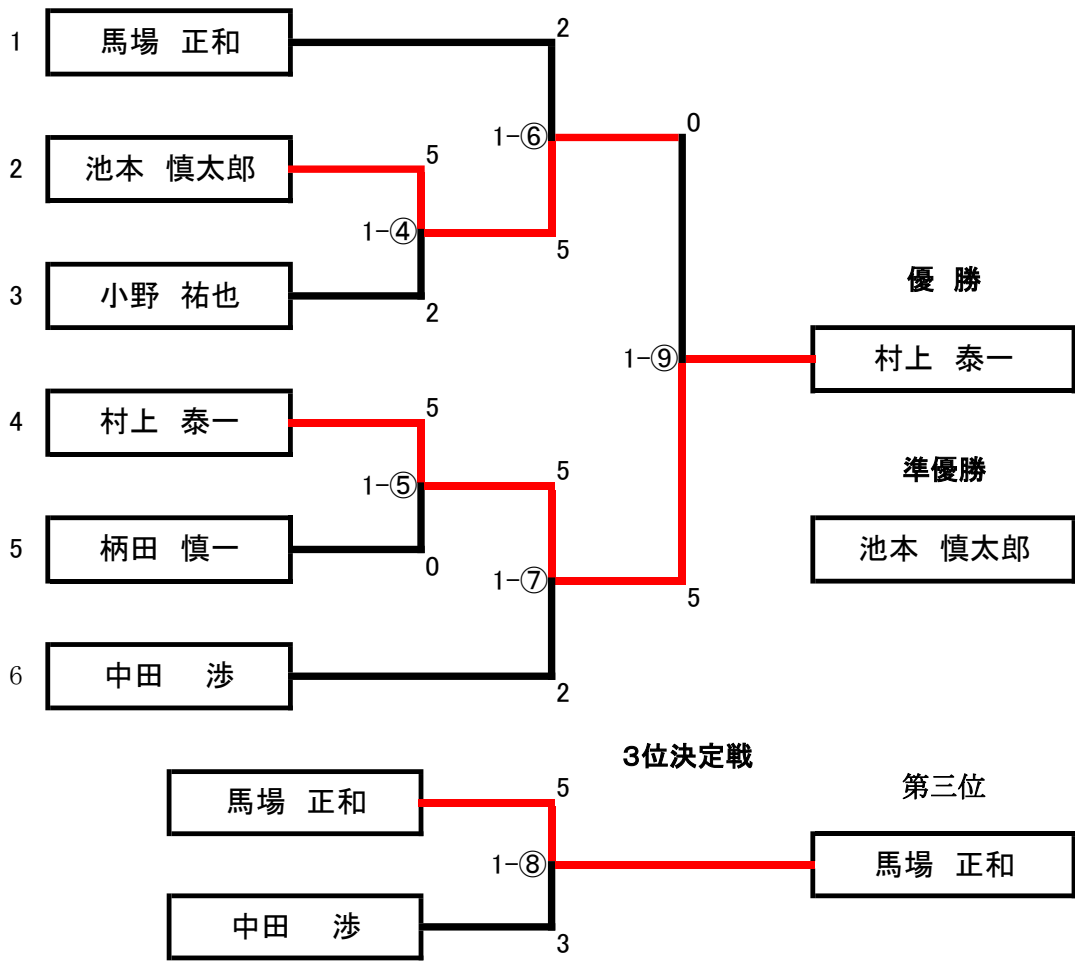 2
1 馬場 正和
0
1-⑥
5
2 池本 慎太郎
1-④
5
3 小野 祐也
2
優 勝
1-⑨
村上 泰一
5
4 村上 泰一
5
準優勝
1-⑤
5 柄田 慎一
池本 慎太郎
0
1-⑦
5
6 中田 渉
2
3位決定戦
5
第三位
馬場 正和
1-⑧
馬場 正和
中田 渉
3